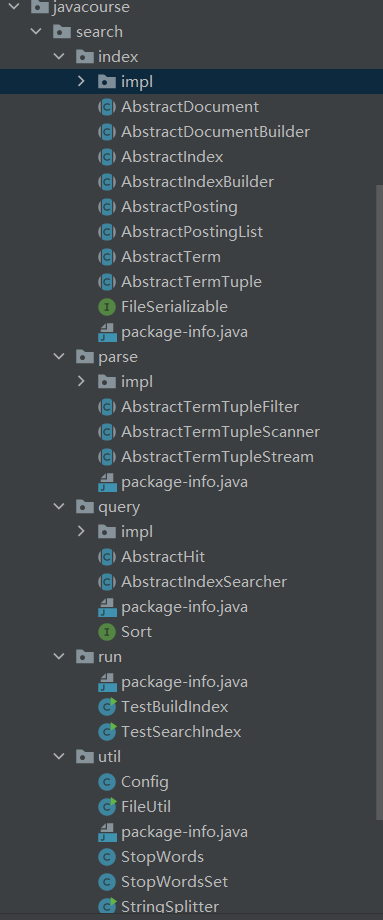 javacourse
search
index
impl
AbstractDocument
AbstractDocumentBuilder
AbstractIndex
AbstractIndexBuilder
AbstractPosting
AbstractPostingList
AbstractTerm
AbstractTermTuple
FileSerializable
package-info.java
parse
impl
AbstractTermTupleFilter
AbstractTermTupleScanner
AbstractTermTupleStream
package-info.java
query
impl
AbstractHit
AbstractIndexSearcher
package-info.java
Sort
run
package-info.java
TestBuildIndex
TestSearchIndex
util
Config
FileUtil
package-info.java
StopWords
StopWordsSet
StringSplitter